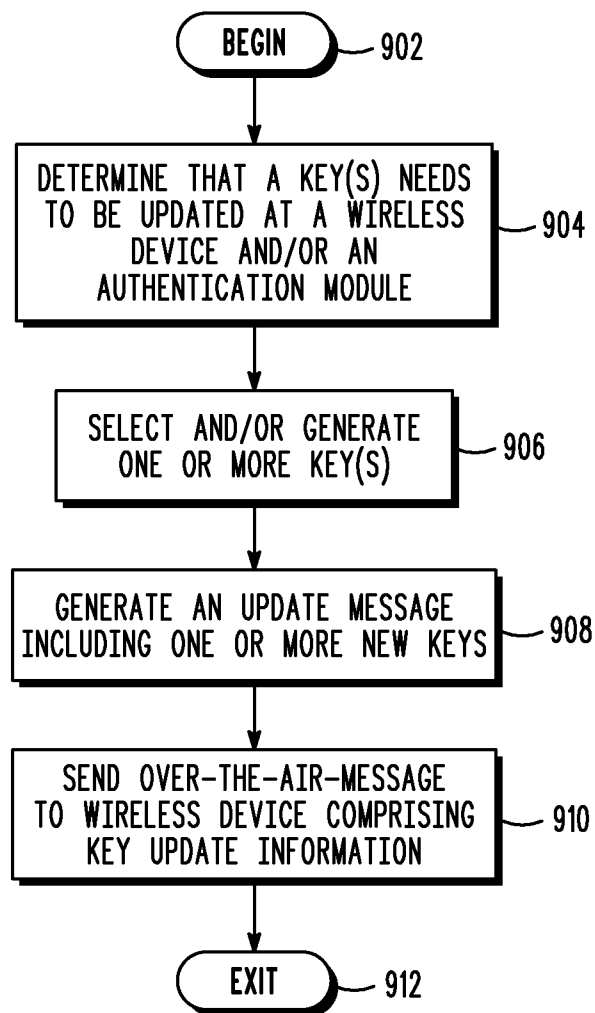 BEGIN
902
DETERMINE THAT A KEY(S) NEEDS
TO BE UPDATED AT A WIRELESS
DEVICE AND/OR AN
AUTHENTICATION MODULE
904
SELECT AND/OR GENERATE
ONE OR MORE KEY(S)
906
GENERATE AN UPDATE MESSAGE
INCLUDING ONE OR MORE NEW KEYS
908
SEND OVER-THE-AIR-MESSAGE
TO WIRELESS DEVICE COMPRISING
KEY UPDATE INFORMATION
910
EXIT
912